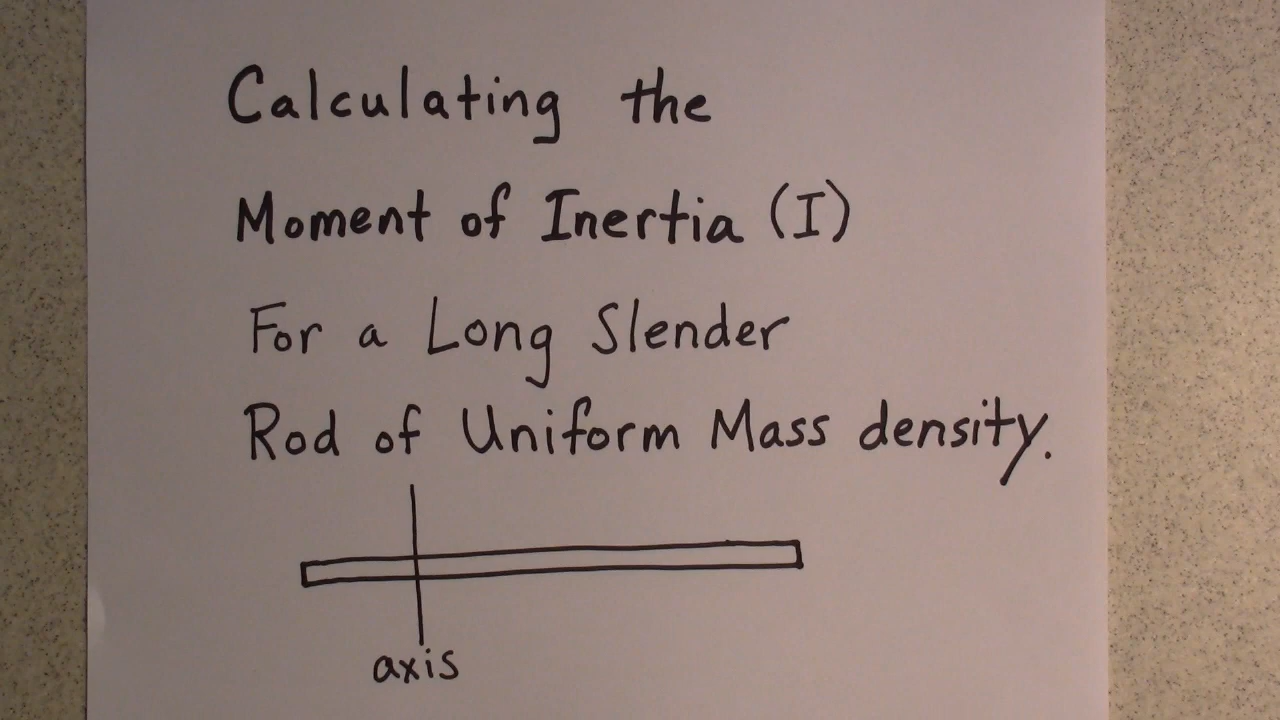 Calculating the
Moment of Inertia (I)
For a Long Slender
Rod of Uniform Mass density.
axis